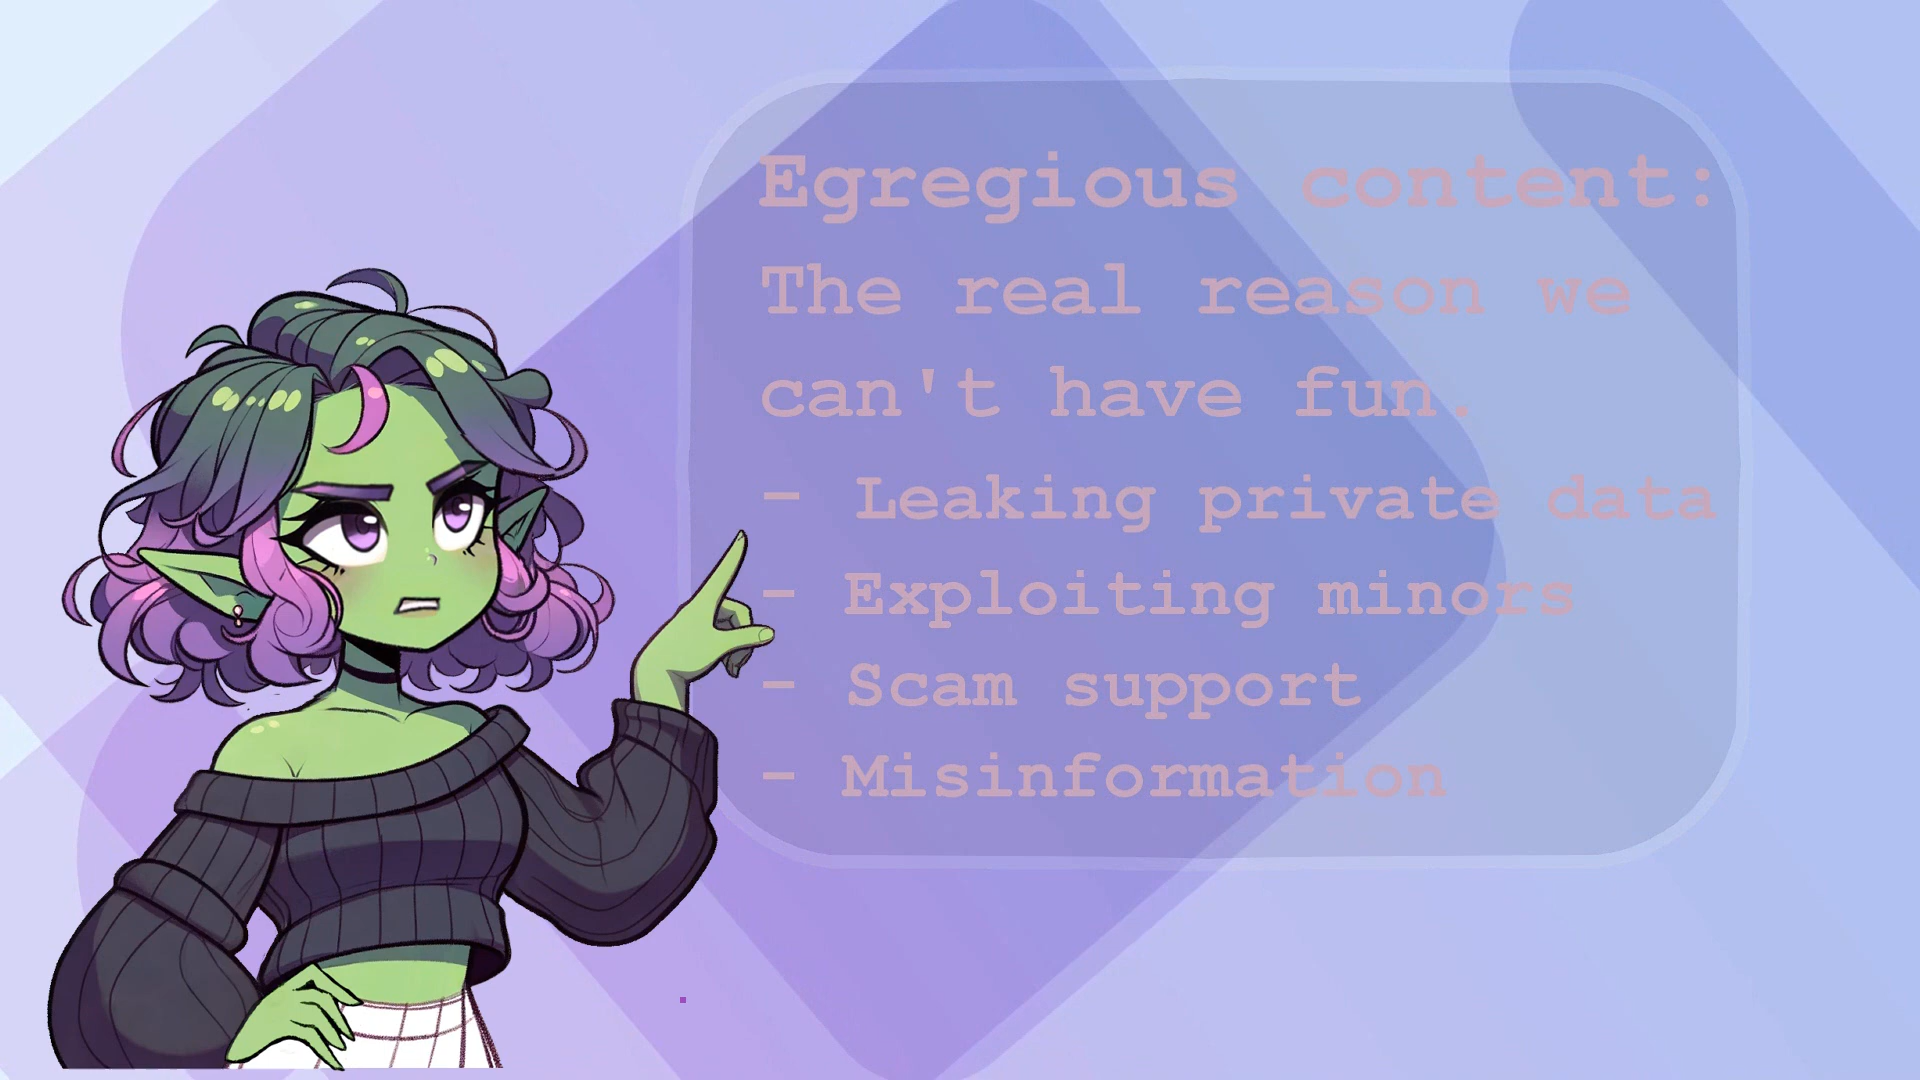 Egregious content:
The real reason we
can't have fun.
- Leaking private data
- Exploiting minors
- Scam support
- Misinformation